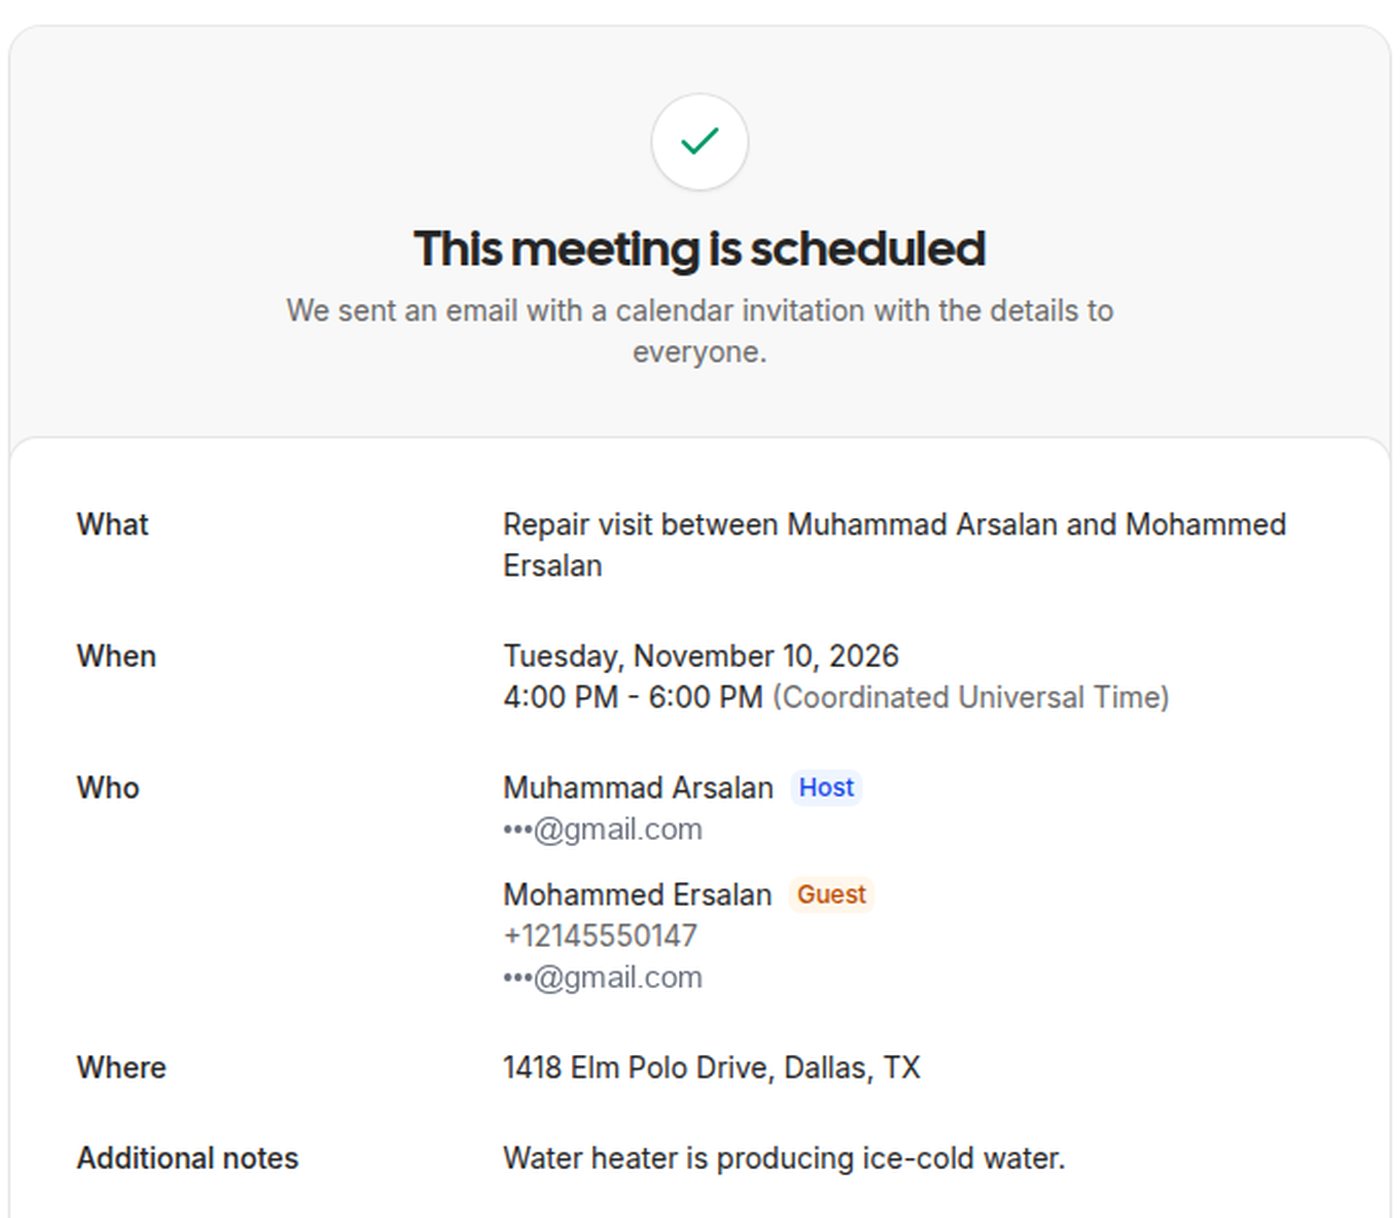 This meeting is scheduled
We sent an email with a calendar invitation with the details to
everyone.
What
Repair visit between Muhammad Arsalan and Mohammed
Ersalan
When
Tuesday, November 10, 2026
4:00 PM - 6:00 PM (Coordinated Universal Time)
Who
Muhammad Arsalan Host
•••@gmail.com
Mohammed Ersalan Guest
+12145550147
•••@gmail.com
Where
1418 Elm Polo Drive, Dallas, TX
Additional notes
Water heater is producing ice-cold water.